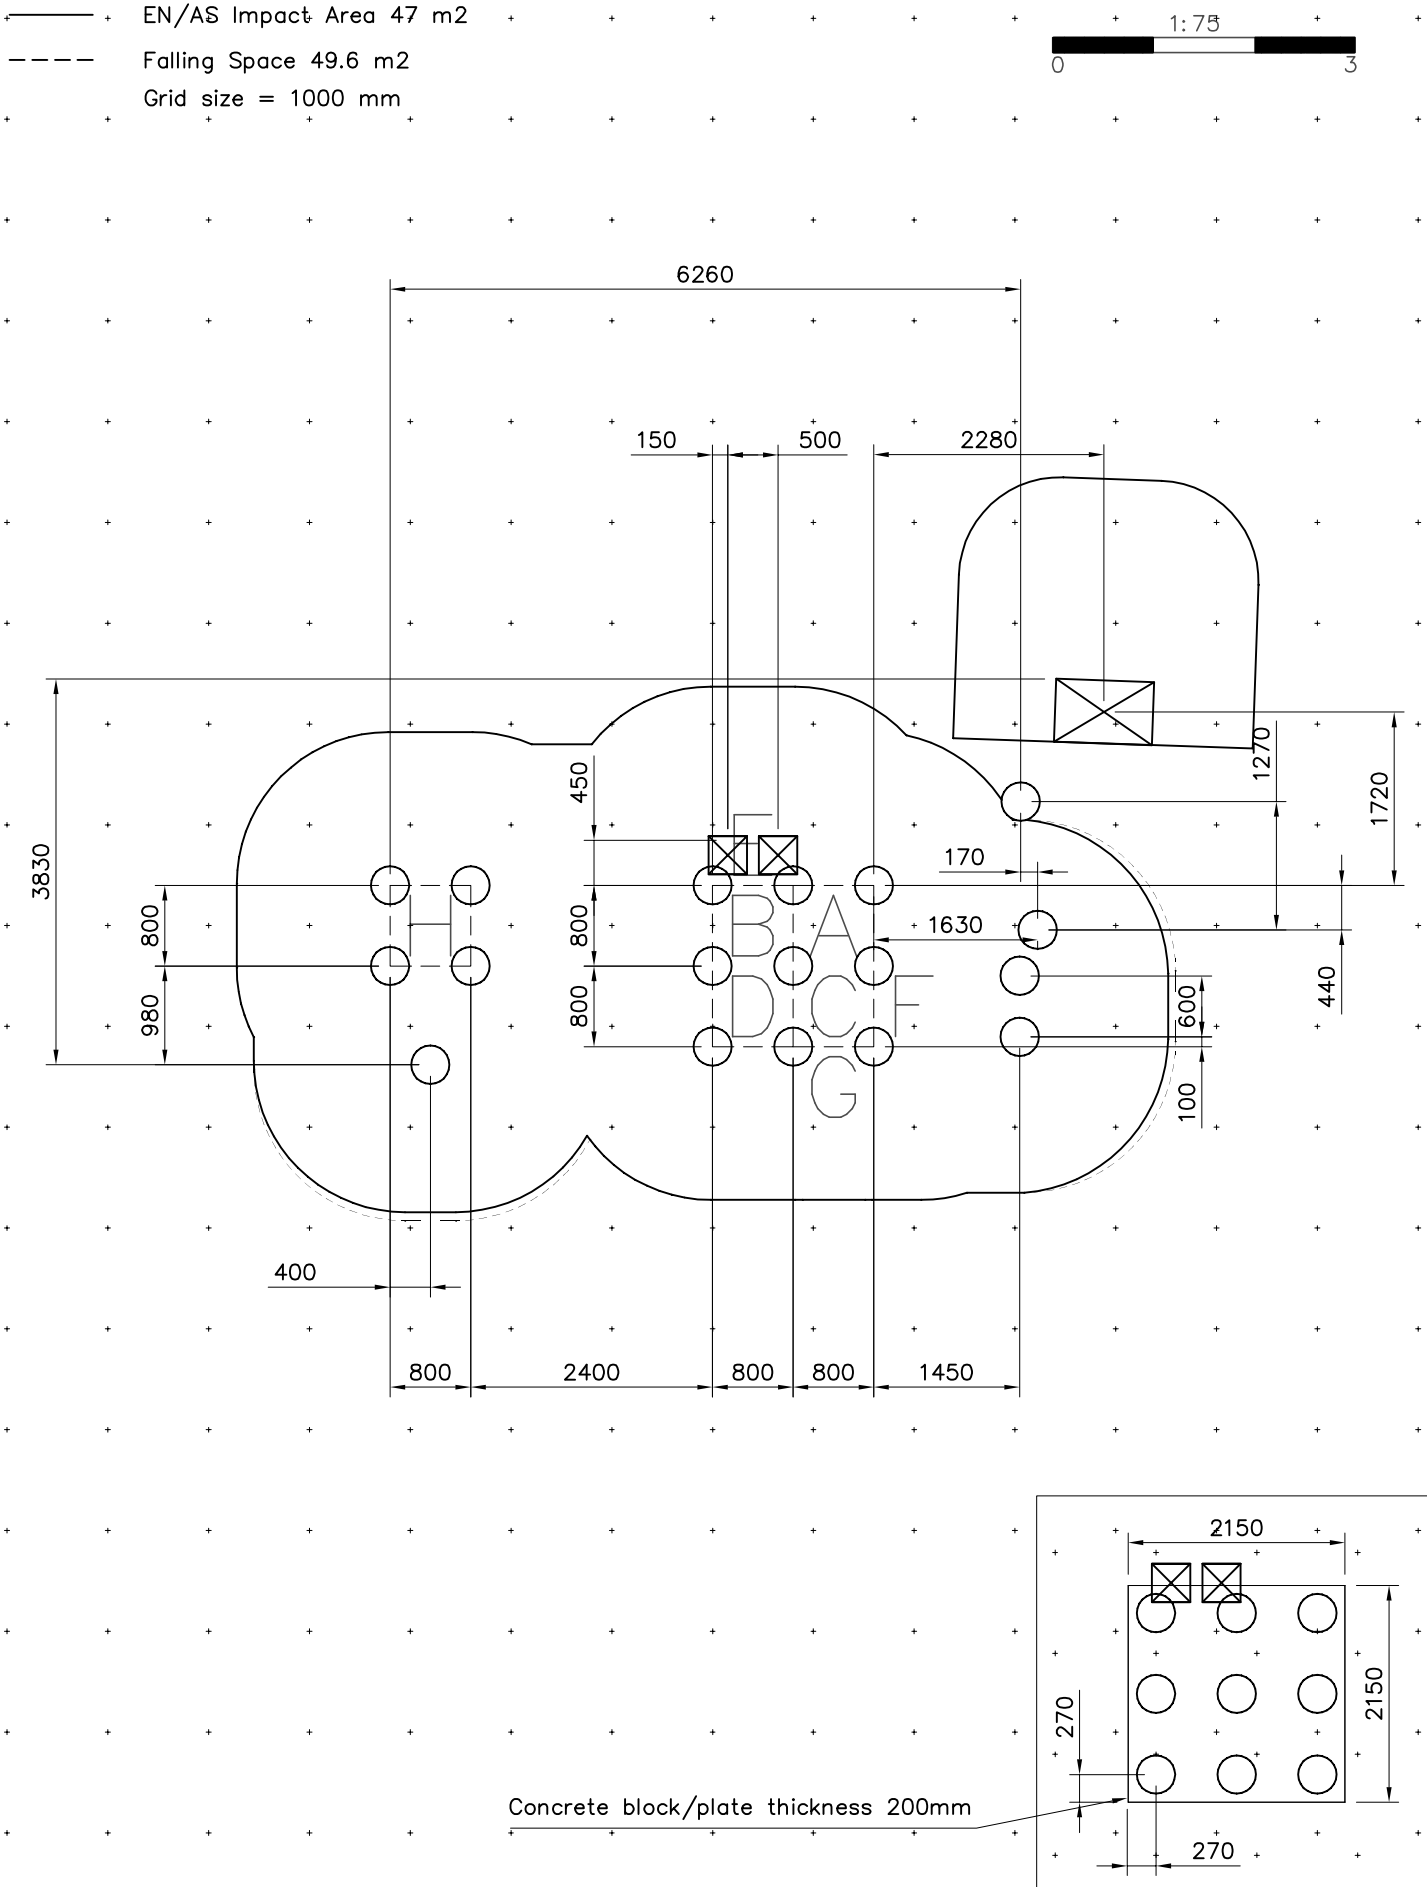 EN/AS Impact Area 47 m2
1:75
Falling Space 49.6 m2
0 3
Grid size = 1000 mm
6260
150 500 2280
1270
450
1720
3830
170
H
F
B A
800
800
1630
D C F
980
800
600
440
G
100
400
800 2400 800 800 1450
2150
2150
270
Concrete block/plate thickness 200mm
270